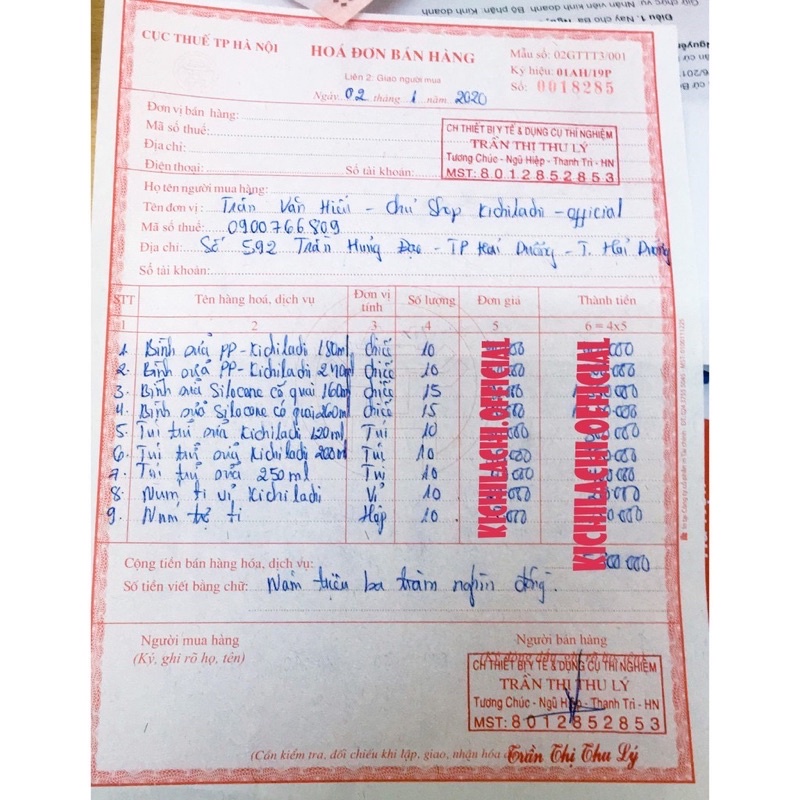 CỤC THUẾ TP HÀ NỘI
HOÁ ĐƠN BÁN HÀNG
Mẫu số: 02GTTT3/001
Liên 2: Giao người mua
Ký hiệu: 01AH/19P
Ngày 02 tháng 1 năm 2020
Số: 0018285
Đơn vị bán hàng:
Mã số thuế:
Địa chỉ:
Điện thoại: Số tài khoản:
CH THIẾT BỊ Y TẾ & DỤNG CỤ THÍ NGHIỆM
TRẦN THỊ THU LÝ
Tương Chúc - Ngũ Hiệp - Thanh Trì - HN
MST: 8012852853
Họ tên người mua hàng:
Tên đơn vị: Trần Văn Hiếu - Chủ Shop Kichilachi - official
Mã số thuế: 0900766809
Địa chỉ: Số 592 Trần Hưng Đạo - TP Hải Dương - T. Hải Dương
Số tài khoản:
STT Tên hàng hoá, dịch vụ Đơn vị tính Số lượng Đơn giá Thành tiền
1 2 3 4 5 6 = 4x5
1. Bình sữa PP - Kichilachi 180ml chiếc 10
2. Bình sữa PP - Kichilachi 240ml chiếc 10
3. Bình sữa Silocone có quai 160ml chiếc 15
4. Bình sữa Silocone có quai 260ml chiếc 15
5. Túi trữ sữa Kichilachi 120ml Túi 10
6. Túi trữ sữa Kichilachi 200ml Túi 10
7. Túi trữ sữa 250ml Túi 10
8. Num ti vỉ Kichilachi Vỉ 10
9. Hộp 10
KICHILACHI.OFFICIAL
KICHILACHI.OFFICIAL
Cộng tiền bán hàng hóa, dịch vụ:
Số tiền viết bằng chữ: Năm triệu ba trăm nghìn đồng.
Người mua hàng
(Ký, ghi rõ họ, tên)
Người bán hàng
CH THIẾT BỊ Y TẾ & DỤNG CỤ THÍ NGHIỆM
TRẦN THỊ THU LÝ
Tương Chúc - Ngũ Hiệp - Thanh Trì - HN
MST: 8012852853
(Cần kiểm tra, đối chiếu khi lập, giao, nhận hóa
Trần Thị Thu Lý